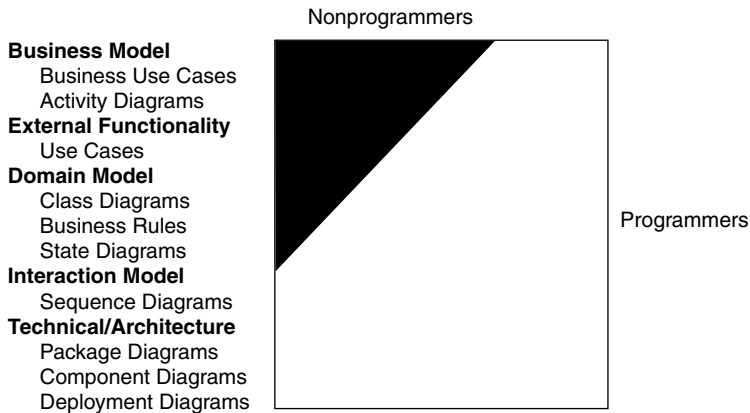 Nonprogrammers
Business Model
Business Use Cases
Activity Diagrams
External Functionality
Use Cases
Domain Model
Class Diagrams
Business Rules
State Diagrams
Interaction Model
Sequence Diagrams
Technical/Architecture
Package Diagrams
Component Diagrams
Deployment Diagrams
Programmers